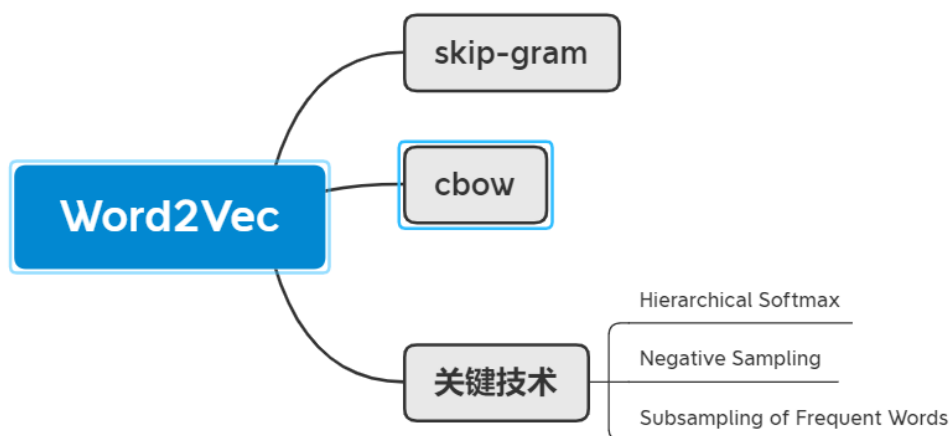 skip-gram
cbow
Word2Vec
Hierarchical Softmax
Negative Sampling
关键技术
Subsampling of Frequent Words